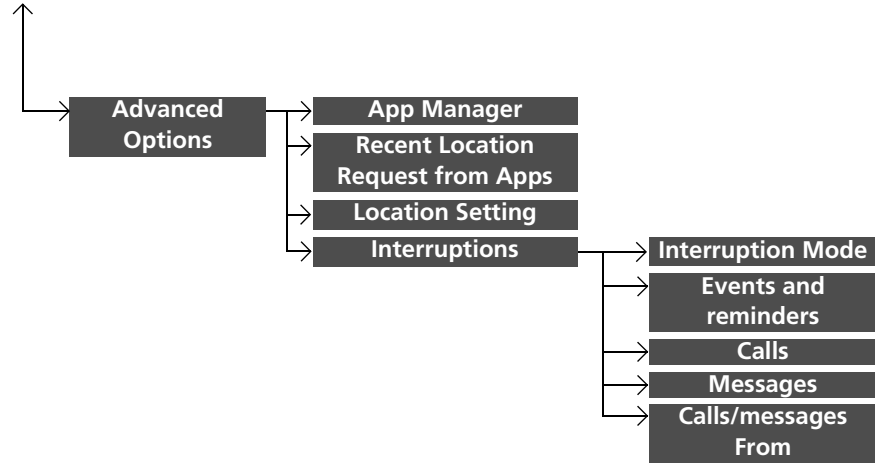 Advanced
Options
App Manager
Recent Location
Request from Apps
Location Setting
Interruptions
Interruption Mode
Events and
reminders
Calls
Messages
Calls/messages
From